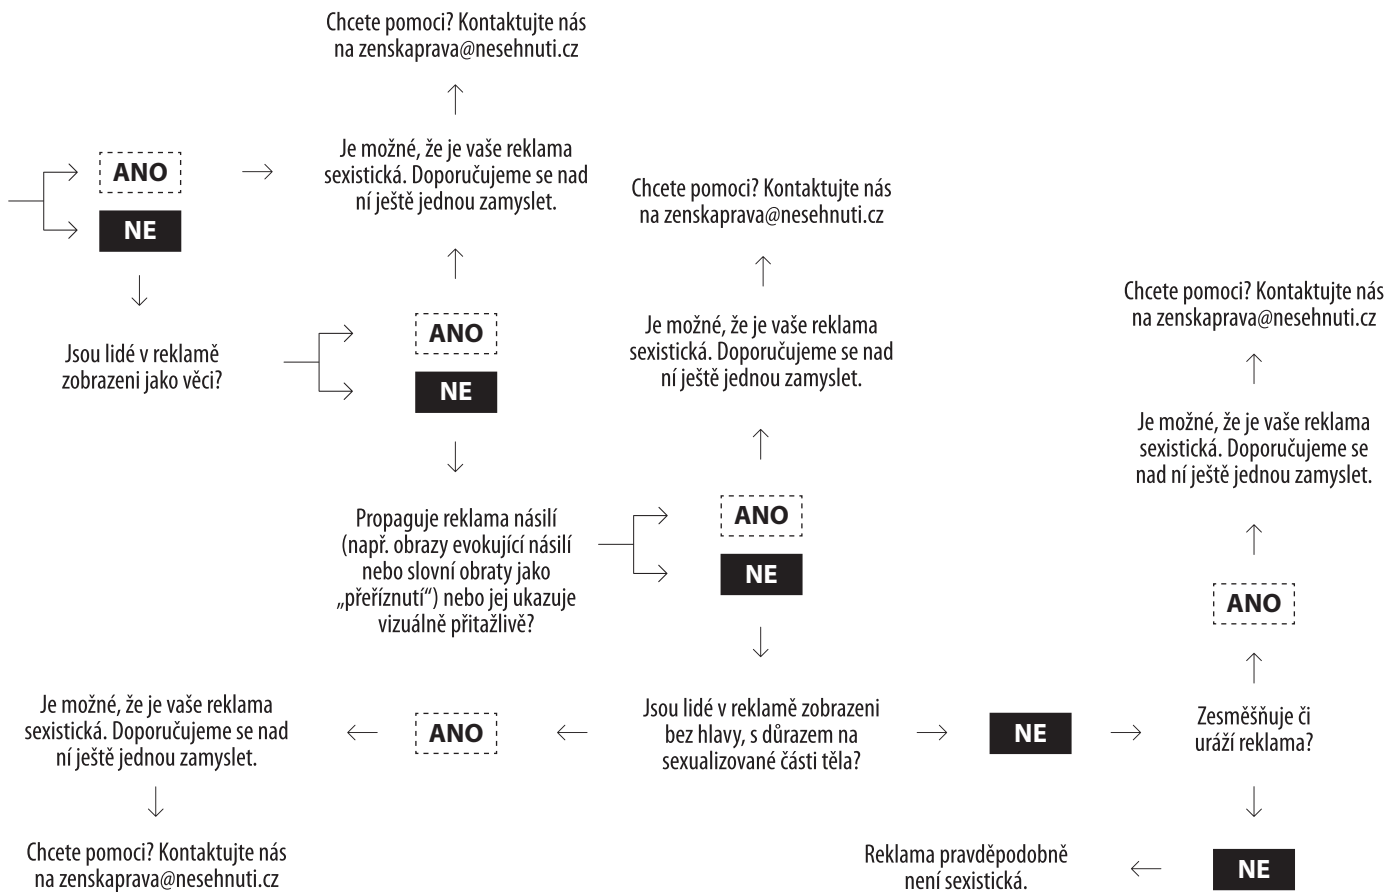 Chcete pomoci? Kontaktujte nás
na zenskaprava@nesehnuti.cz
Je možné, že je vaše reklama
sexistická. Doporučujeme se nad
ní ještě jednou zamyslet.
ANO
NE
Chcete pomoci? Kontaktujte nás
na zenskaprava@nesehnuti.cz
Jsou lidé v reklamě
zobrazeni jako věci?
ANO
NE
Je možné, že je vaše reklama
sexistická. Doporučujeme se nad
ní ještě jednou zamyslet.
Chcete pomoci? Kontaktujte nás
na zenskaprava@nesehnuti.cz
Je možné, že je vaše reklama
sexistická. Doporučujeme se
nad ní ještě jednou zamyslet.
Propaguje reklama násilí
(např. obrazy evokující násilí
nebo slovní obraty jako
„přeříznutí“) nebo jej ukazuje
vizuálně přitažlivě?
ANO
NE
ANO
Je možné, že je vaše reklama
sexistická. Doporučujeme se nad
ní ještě jednou zamyslet.
ANO
Jsou lidé v reklamě zobrazeni
bez hlavy, s důrazem na
sexualizované části těla?
NE
Zesměšňuje či
uráží reklama?
Chcete pomoci? Kontaktujte nás
na zenskaprava@nesehnuti.cz
Reklama pravděpodobně
není sexistická.
NE